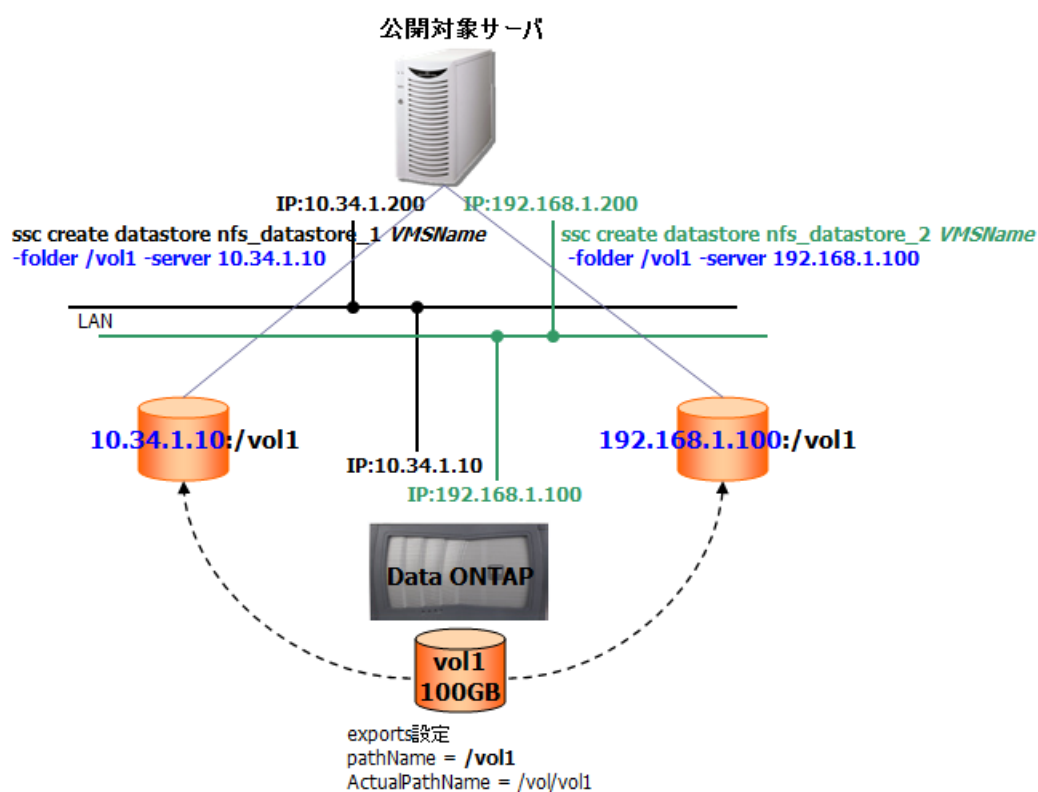 公開対象サーバ
IP:10.34.1.200
IP:192.168.1.200
ssc create datastore nfs_datastore_1 VMSName
-folder /vol1 -server 10.34.1.10
ssc create datastore nfs_datastore_2 VMSName
-folder /vol1 -server 192.168.1.100
LAN
10.34.1.10:/vol1
192.168.1.100:/vol1
IP:10.34.1.10
IP:192.168.1.100
Data ONTAP
vol1
100GB
exports設定
pathName = /vol1
ActualPathName = /vol/vol1